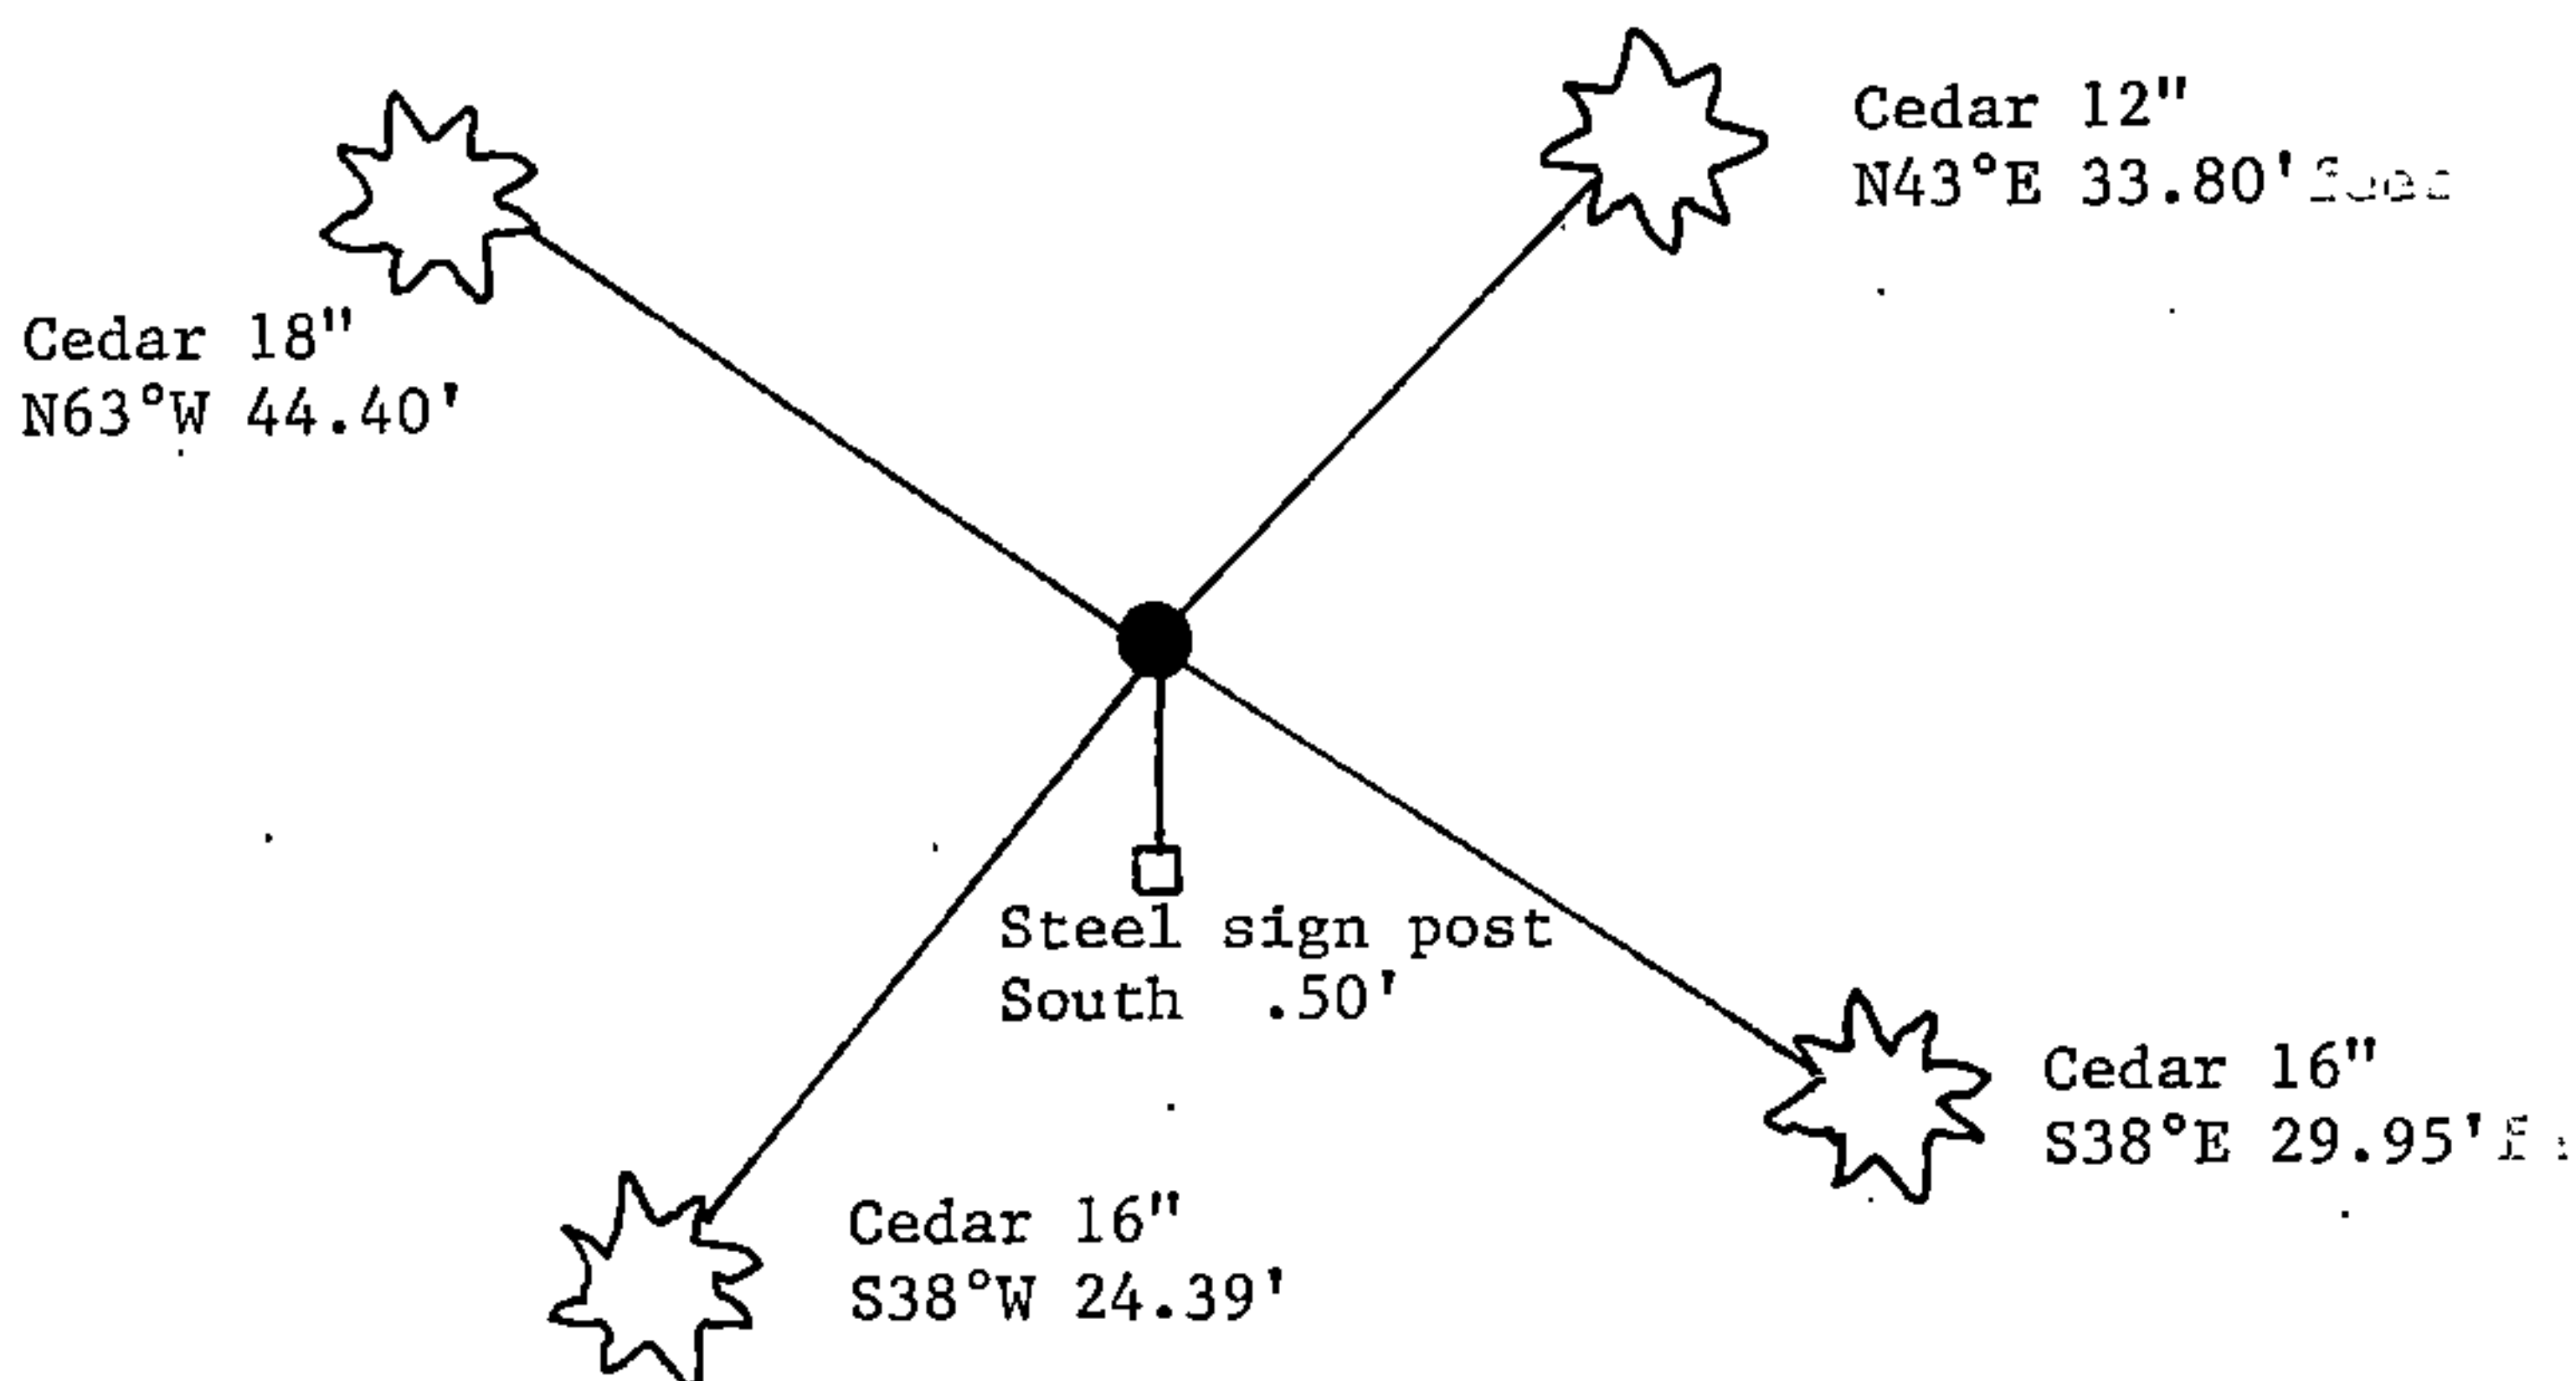 Cedar 12"
N43°E 33.80'
Cedar 18"
N63°W 44.40'
Steel sign post
South .50'
Cedar 16"
S38°E 29.95'
Cedar 16"
S38°W 24.39'